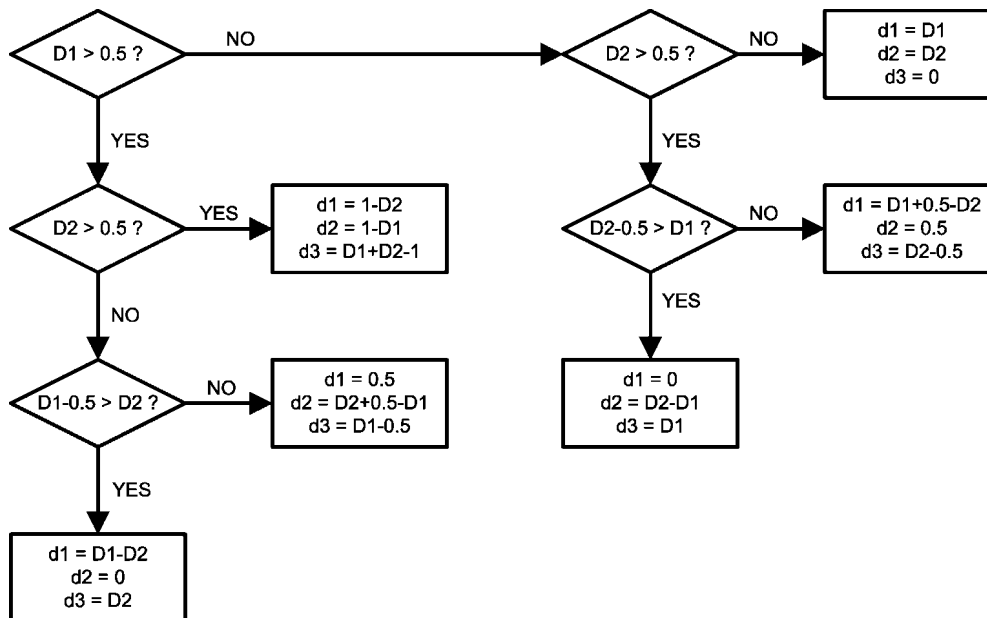 D1 > 0.5 ?
NO
D2 > 0.5 ?
NO
d1 = D1
d2 = D2
d3 = 0
YES
YES
D2 > 0.5 ?
YES
d1 = 1-D2
d2 = 1-D1
d3 = D1+D2-1
D2-0.5 > D1 ?
NO
d1 = D1+0.5-D2
d2 = 0.5
d3 = D2-0.5
NO
YES
D1-0.5 > D2 ?
NO
d1 = 0.5
d2 = D2+0.5-D1
d3 = D1-0.5
d1 = 0
d2 = D2-D1
d3 = D1
YES
d1 = D1-D2
d2 = 0
d3 = D2